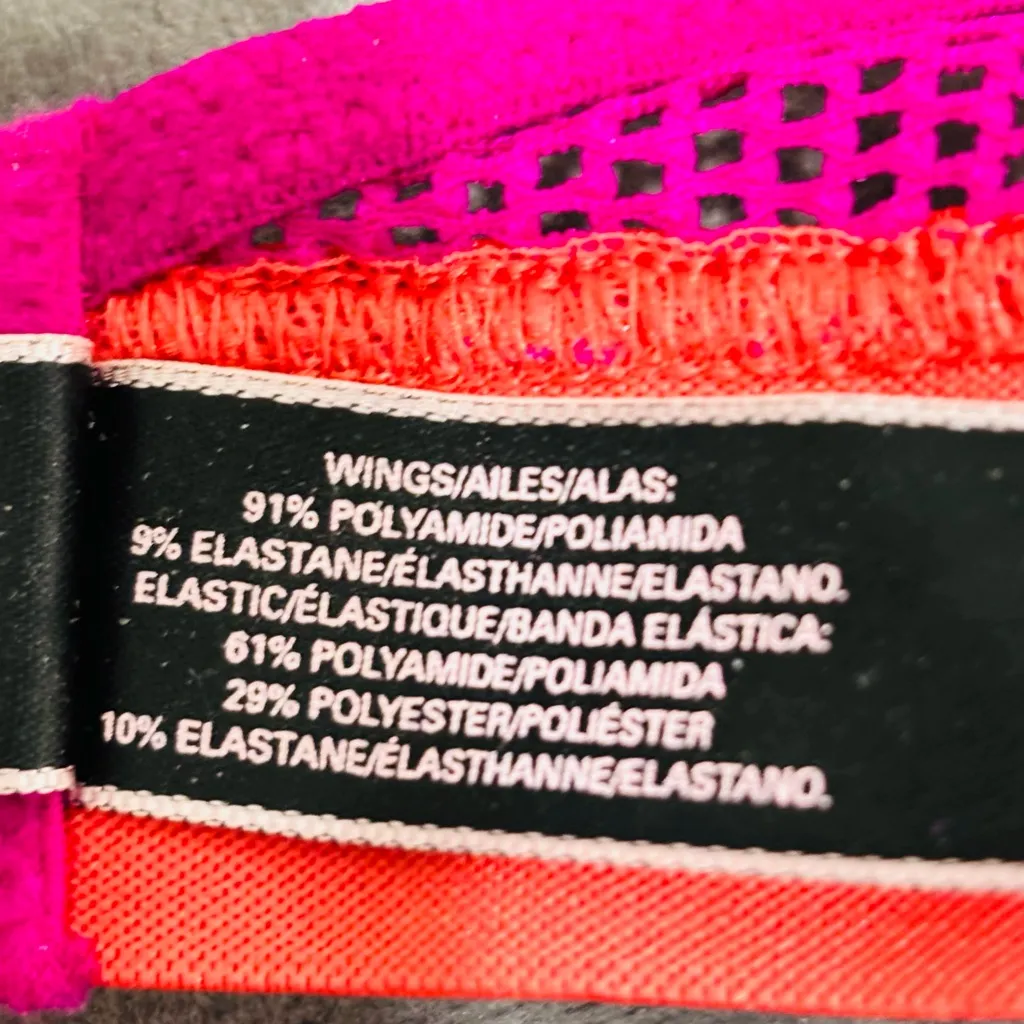 WINGS/AILES/ALAS:
91% POLYAMIDE/POLIAMIDA
9% ELASTANE/ÉLASTHANNE/ELASTANO.
ELASTIC/ÉLASTIQUE/BANDA ELÁSTICA:
61% POLYAMIDE/POLIAMIDA
29% POLYESTER/POLIÉSTER
10% ELASTANE/ÉLASTHANNE/ELASTANO.